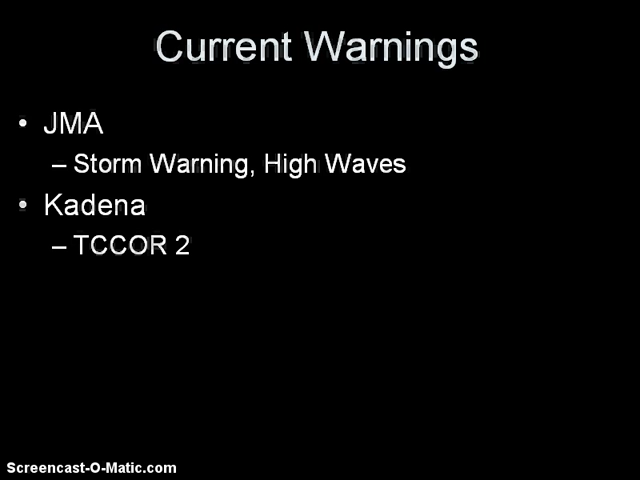 Current Warnings
• JMA
– Storm Warning, High Waves
• Kadena
– TCCOR 2
Screencast-O-Matic.com